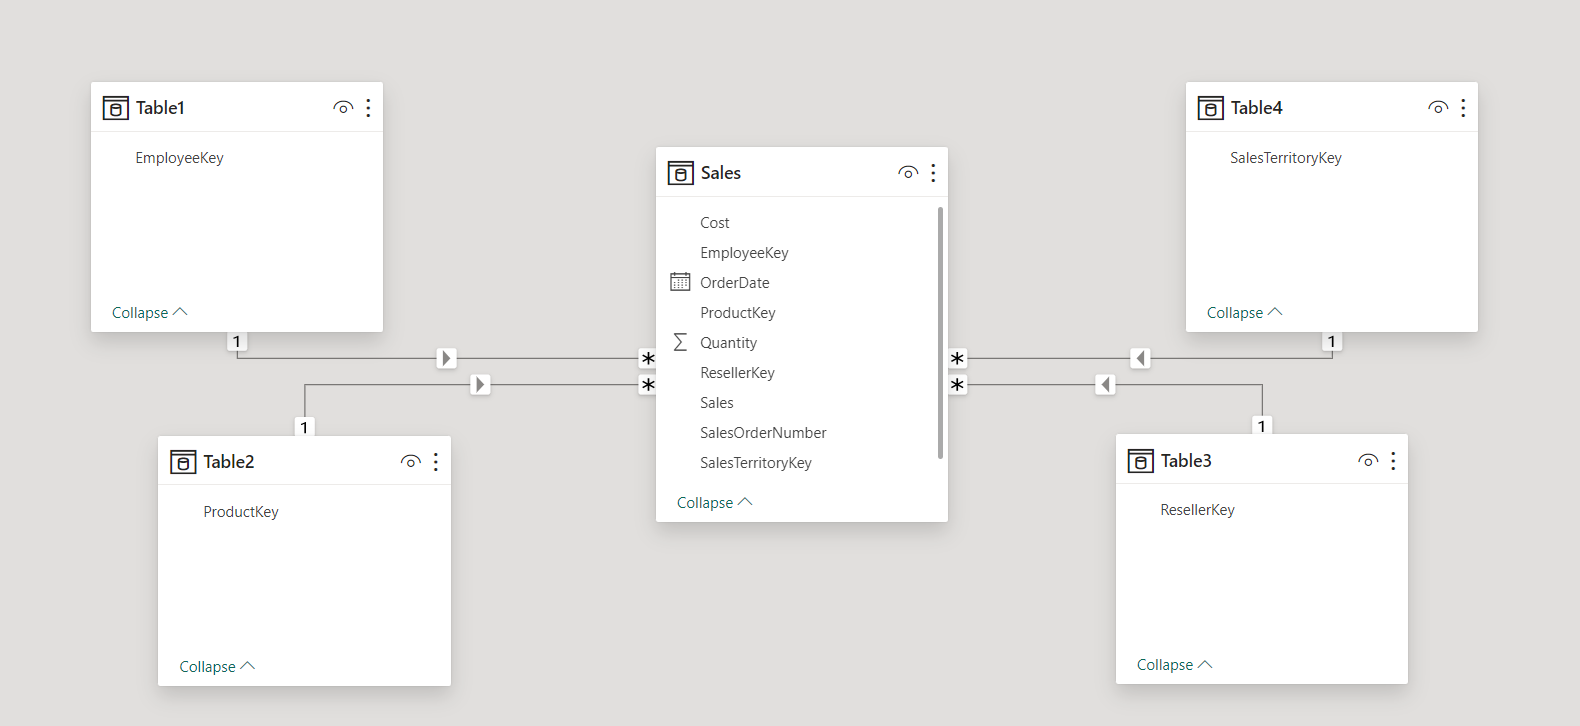 Table1
EmployeeKey
Collapse
1
Table2
ProductKey
Collapse
1
Sales
Cost
EmployeeKey
OrderDate
ProductKey
Σ Quantity
ResellerKey
Sales
SalesOrderNumber
SalesTerritoryKey
Collapse
*
*
*
*
Table4
SalesTerritoryKey
Collapse
1
Table3
ResellerKey
Collapse
1